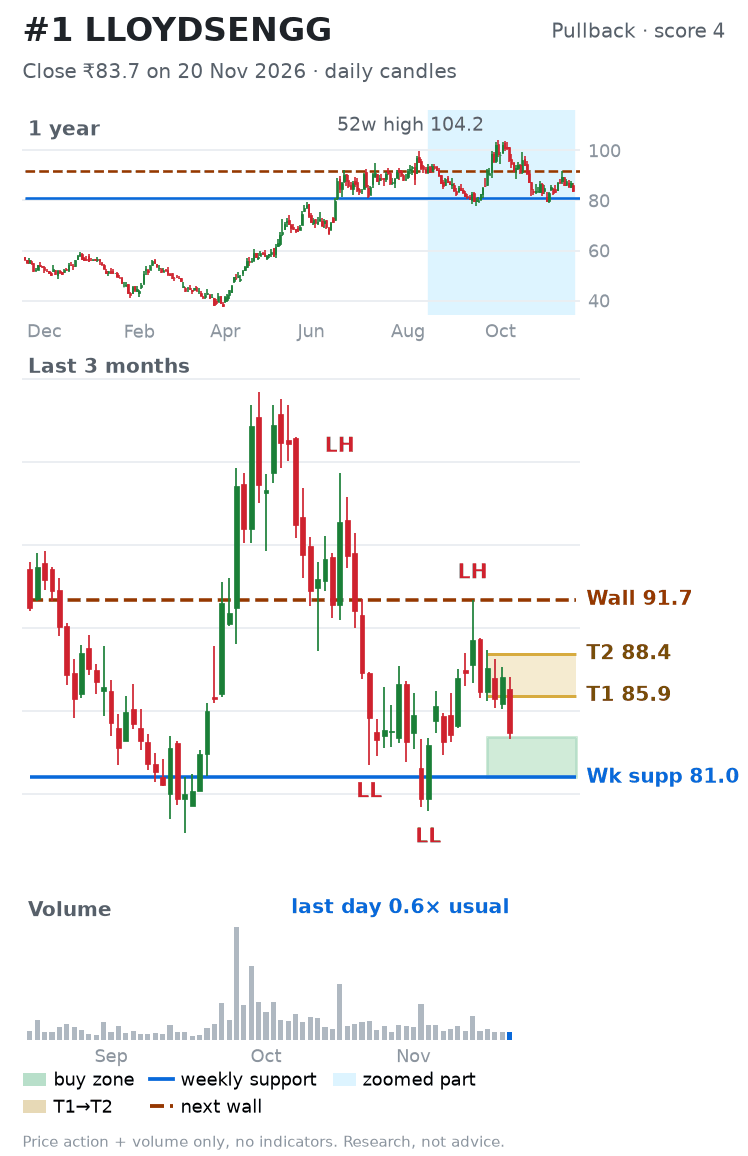 #1 LLOYDSENGG
Pullback · score 4
Close ₹83.7 on 20 Nov 2026 · daily candles
1 year
52w high 104.2
100
80
60
40
Dec Feb Apr Jun Aug Oct
Last 3 months
LH
LH
Wall 91.7
T2 88.4
T1 85.9
Wk supp 81.0
LL
LL
Volume
last day 0.6× usual
Sep Oct Nov
buy zone weekly support zoomed part
T1→T2 next wall
Price action + volume only, no indicators. Research, not advice.